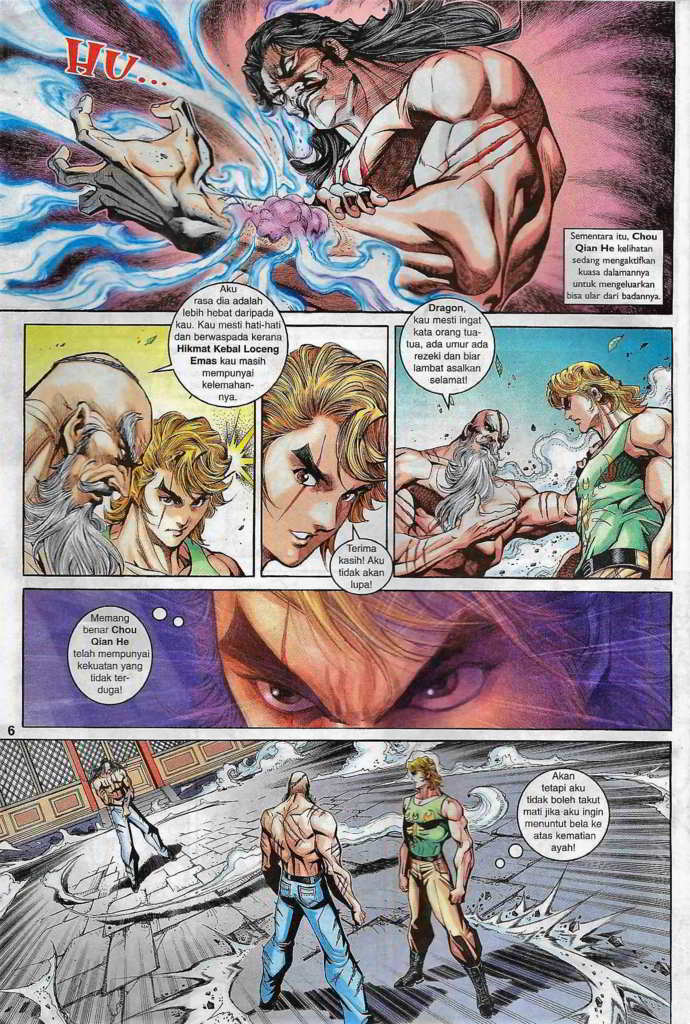 HU...
Sementara itu, Chou
Qian He kelihatan
sedang mengaktifkan
kuasa dalamannya
untuk mengeluarkan
bisa ular dari badannya.
Aku
rasa dia adalah
lebih hebat daripada
kau. Kau mesti hati-hati
dan berwaspada kerana
Hikmat Kebal Loceng
Emas kau masih
mempunyai
kelemahan-
nya.
Terima
kasih! Aku
tidak akan
lupa!
Dragon,
kau mesti ingat
kata orang tua-
tua, ada umur ada
rezeki dan biar
lambat asalkan
selamat!
Memang
benar Chou
Qian He
telah mempunyai
kekuatan yang
tidak ter-
duga!
6
Akan
tetapi aku
tidak boleh takut
mati jika aku ingin
menuntut bela ke
atas kematian
ayah!